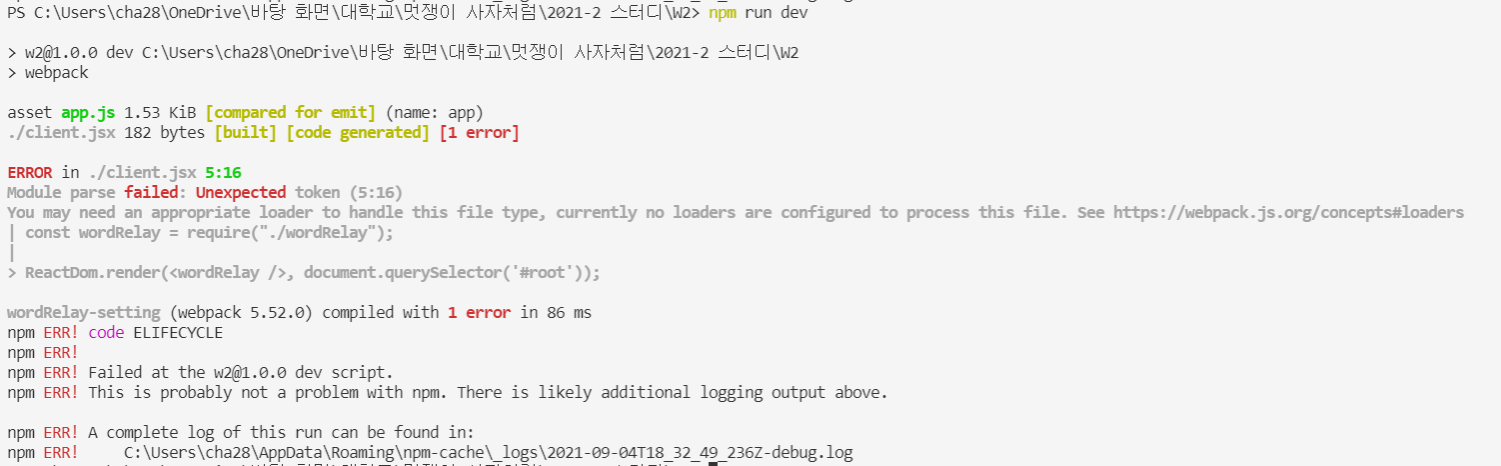 PS C:\Users\cha28\OneDrive\바탕 화면\대학교\멋쟁이 사자처럼\2021-2 스터디\W2> npm run dev
> w2@1.0.0 dev C:\Users\cha28\OneDrive\바탕 화면\대학교\멋쟁이 사자처럼\2021-2 스터디\W2
> webpack
asset app.js 1.53 KiB [compared for emit] (name: app)
./client.jsx 182 bytes [built] [code generated] [1 error]
ERROR in ./client.jsx 5:16
Module parse failed: Unexpected token (5:16)
You may need an appropriate loader to handle this file type, currently no loaders are configured to process this file. See https://webpack.js.org/concepts#loaders
| const wordRelay = require("./wordRelay");
|
> ReactDom.render(<wordRelay />, document.querySelector('#root'));
wordRelay-setting (webpack 5.52.0) compiled with 1 error in 86 ms
npm ERR! code ELIFECYCLE
npm ERR!
npm ERR! Failed at the w2@1.0.0 dev script.
npm ERR! This is probably not a problem with npm. There is likely additional logging output above.
npm ERR! A complete log of this run can be found in:
npm ERR!     C:\Users\cha28\AppData\Roaming\npm-cache\_logs\2021-09-04T18_32_49_236Z-debug.log